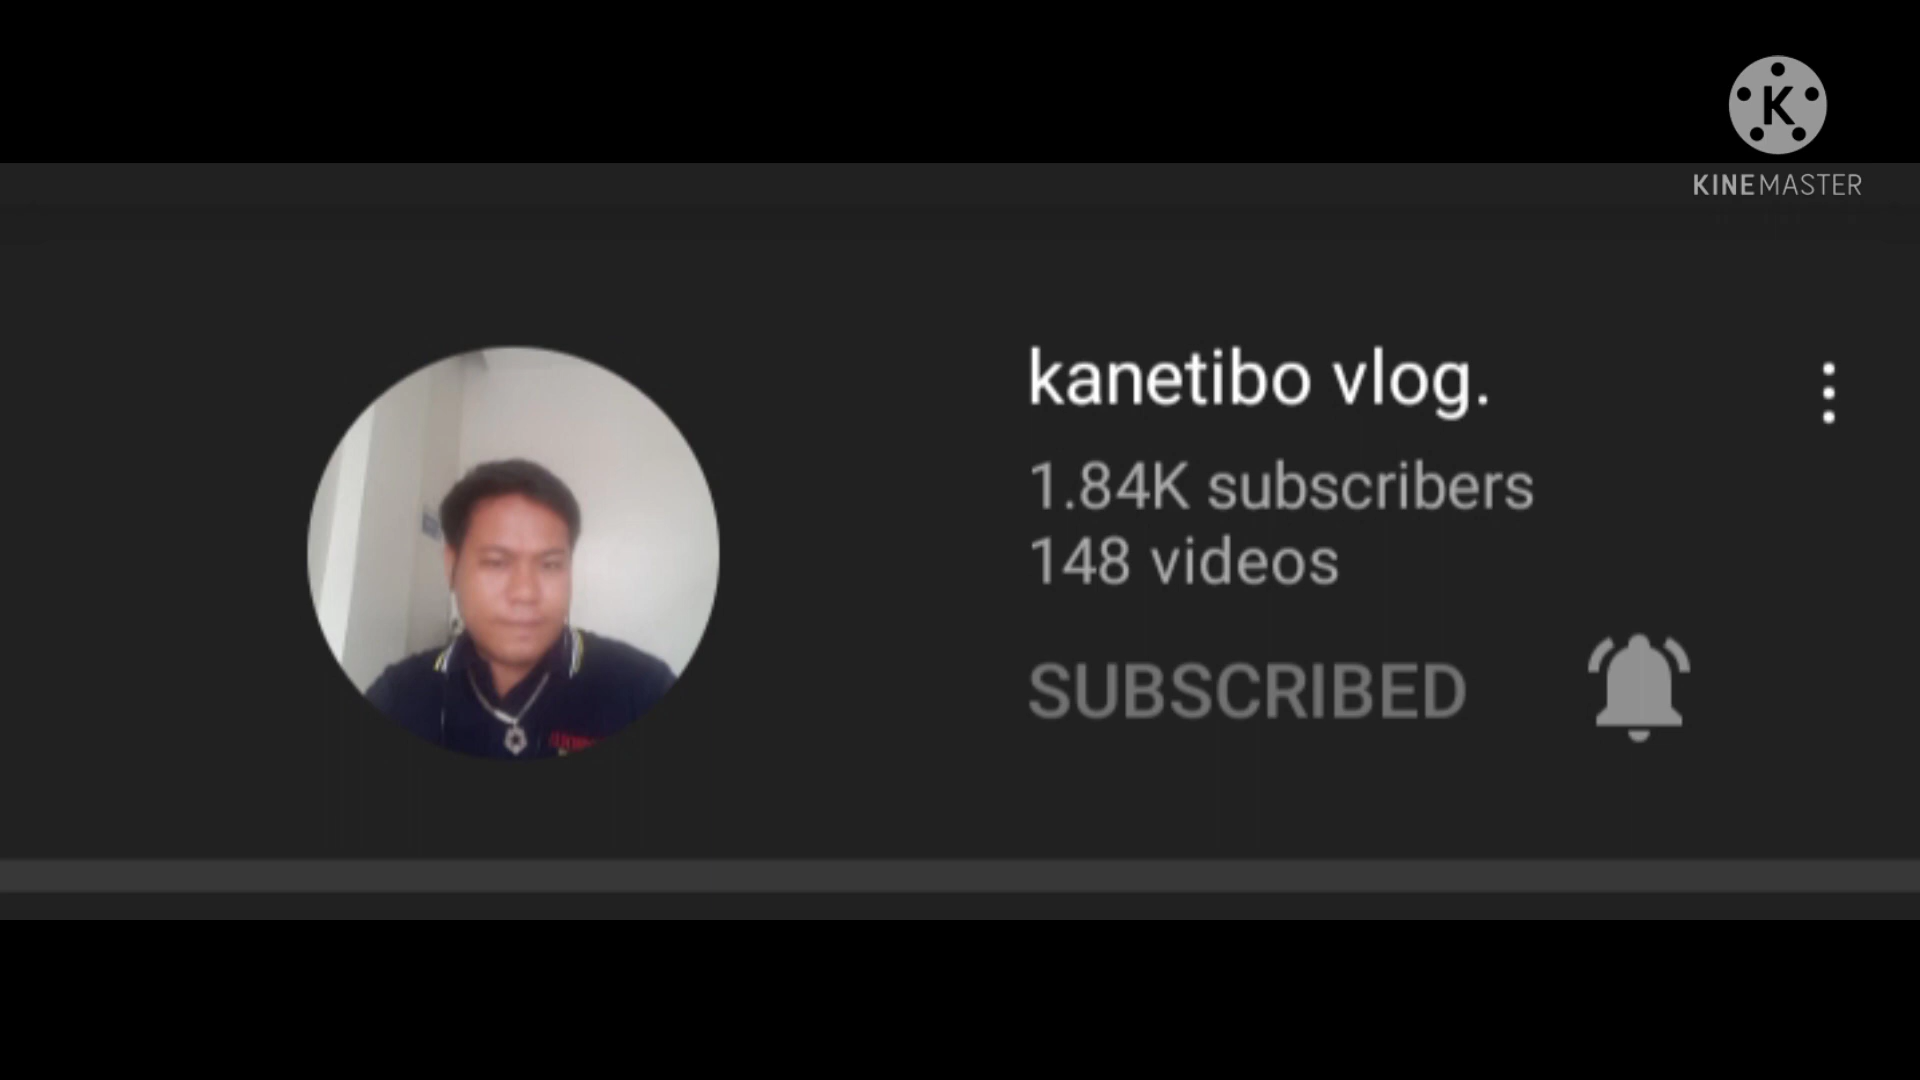 K
KINEMASTER
kanetibo vlog.
1.84K subscribers
148 videos
SUBSCRIBED